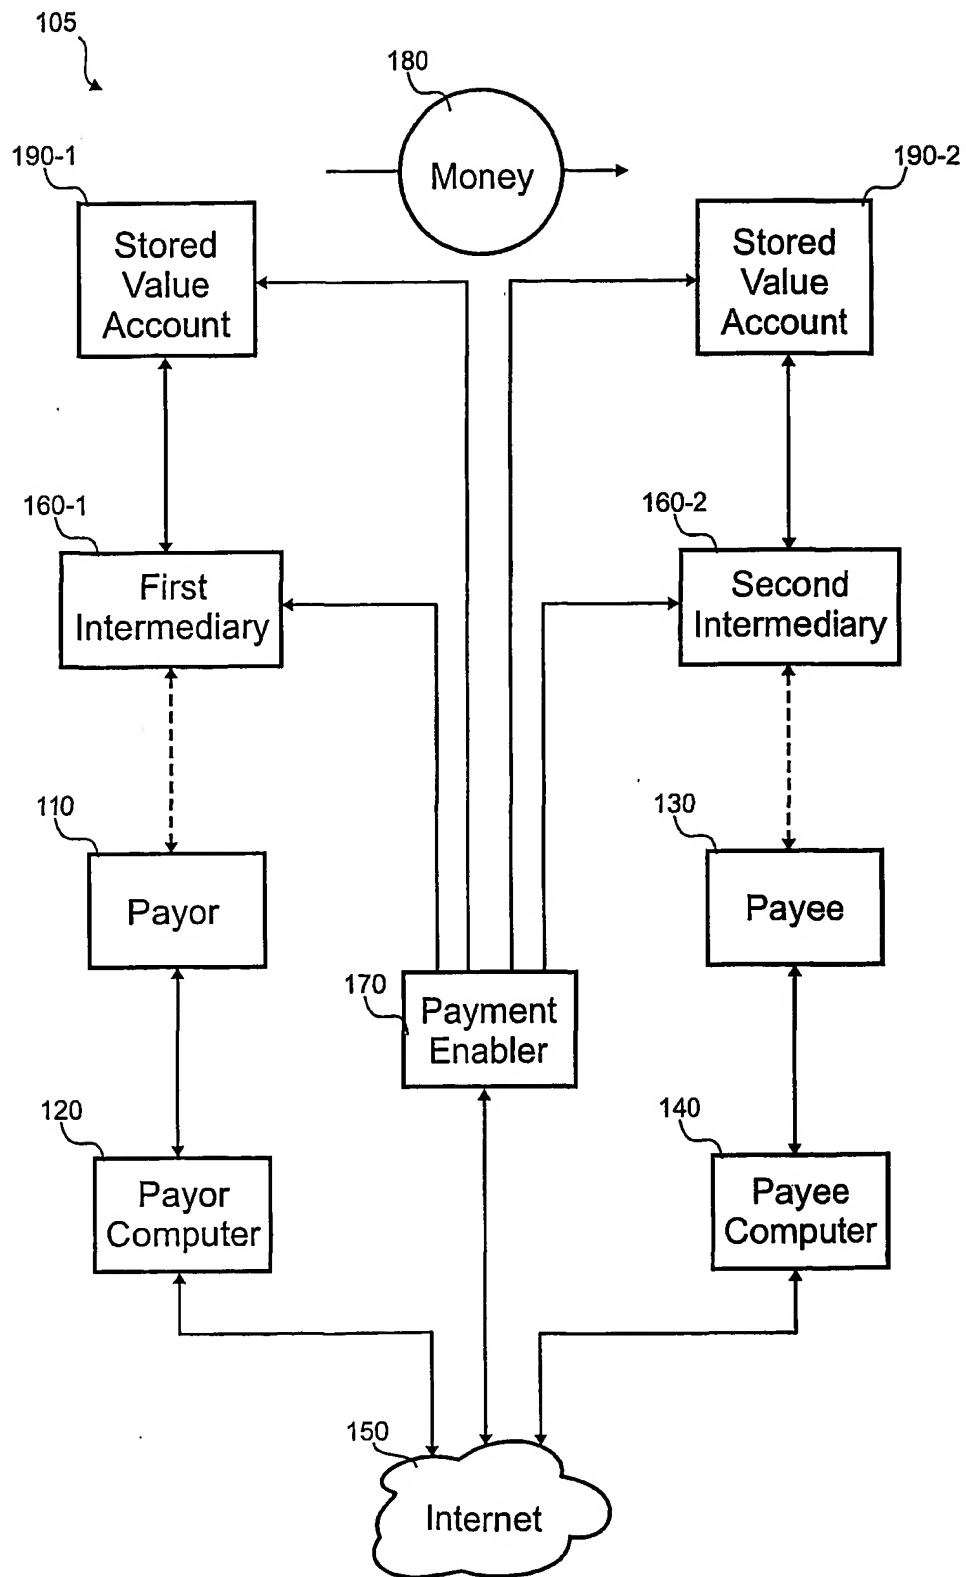 105
180
Money
190-1
190-2
Stored
Value
Account
Stored
Value
Account
160-1
160-2
First
Intermediary
Second
Intermediary
110
130
Payor
Payee
170
Payment
Enabler
120
140
Payor
Computer
Payee
Computer
150
Internet